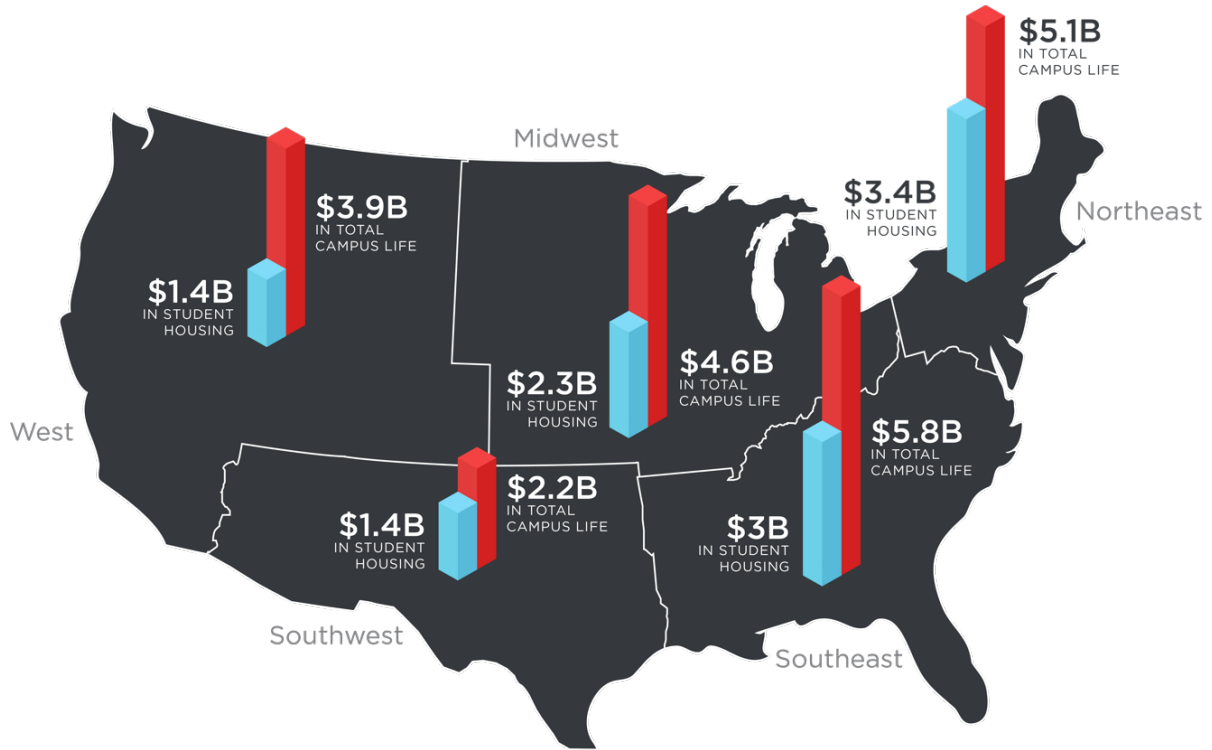 $5.1B
IN TOTAL
CAMPUS LIFE
Midwest
$3.4B
IN STUDENT
HOUSING
Northeast
$3.9B
IN TOTAL
CAMPUS LIFE
$1.4B
IN STUDENT
HOUSING
$4.6B
IN TOTAL
CAMPUS LIFE
$2.3B
IN STUDENT
HOUSING
West
$5.8B
IN TOTAL
CAMPUS LIFE
$2.2B
IN TOTAL
CAMPUS LIFE
$1.4B
IN STUDENT
HOUSING
$3B
IN STUDENT
HOUSING
Southwest
Southeast